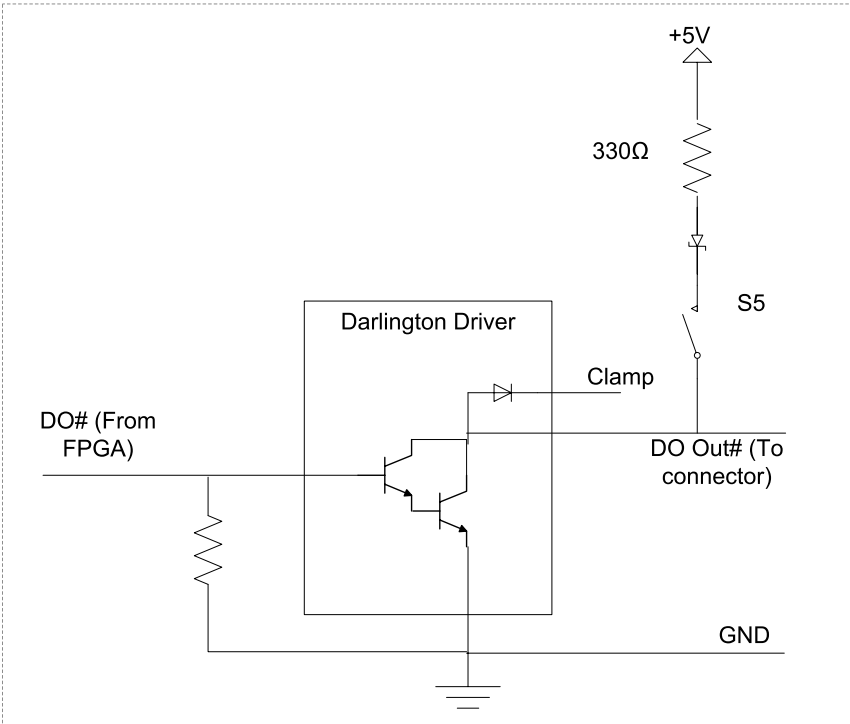 +5V
330Ω
S5
Darlington Driver
Clamp
DO# (From
FPGA)
DO Out# (To
connector)
GND